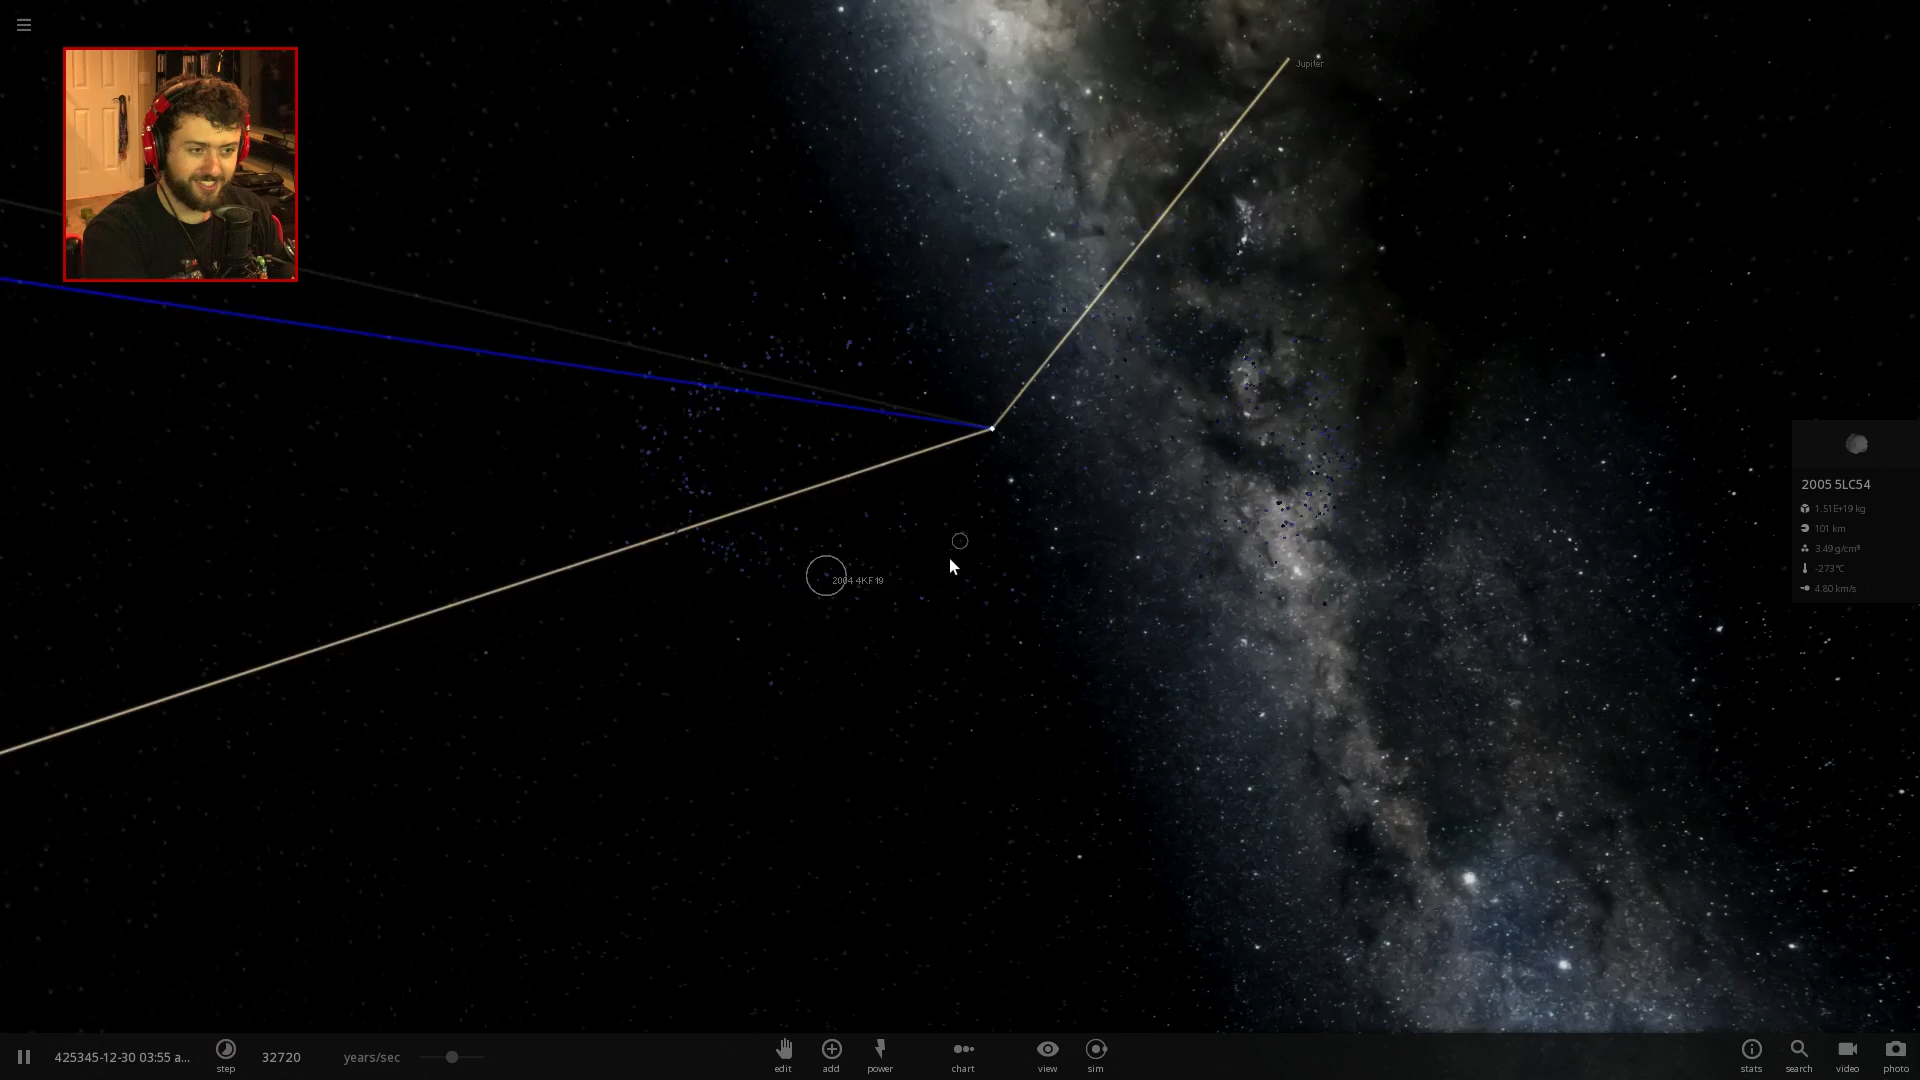 Jupiter
2004 4KF19
2005 5LC54
1.51E+19 kg
101 km
3.49 g/cm³
-273°C
4.80 km/s
425345-12-30 03:55 a...
step
32720
years/sec
edit
add
power
chart
view
sim
stats
search
video
photo